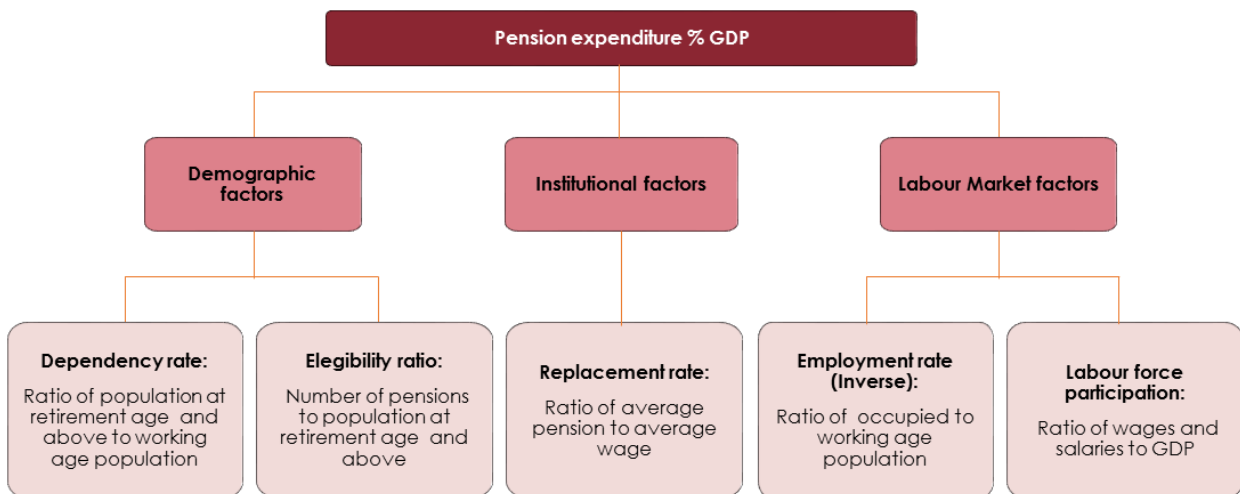 Pension expenditure % GDP
Demographic
factors
Institutional factors
Labour Market factors
Dependency rate:
Ratio of population at
retirement age and
above to working
age population
Elegibility ratio:
Number of pensions
to population at
retirement age and
above
Replacement rate:
Ratio of average
pension to average
wage
Employment rate
(Inverse):
Ratio of occupied to
working age
population
Labour force
participation:
Ratio of wages and
salaries to GDP